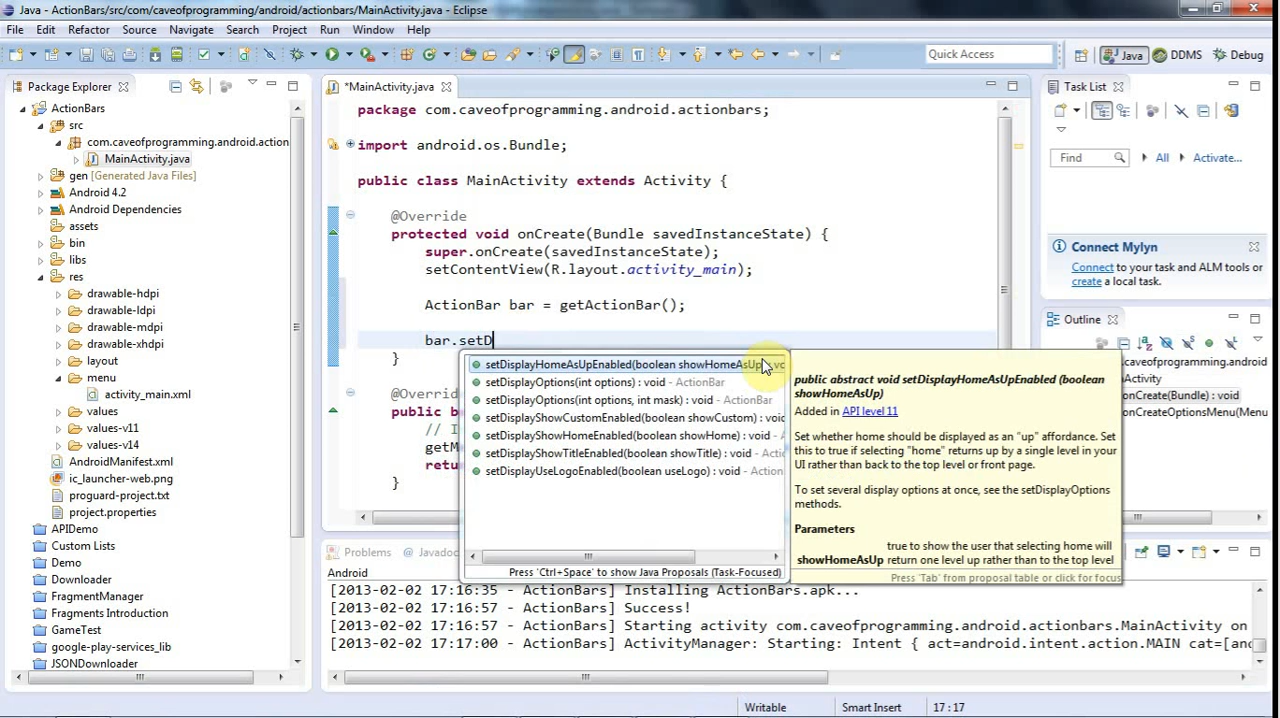 Java - ActionBars/src/com/caveofprogramming/android/actionbars/MainActivity.java - Eclipse
File Edit Refactor Source Navigate Search Project Run Window Help
Quick Access
Java
DDMS
Debug
Package Explorer
ActionBars
src
com.caveofprogramming.android.action
MainActivity.java
gen [Generated Java Files]
Android 4.2
Android Dependencies
assets
bin
libs
res
drawable-hdpi
drawable-ldpi
drawable-mdpi
drawable-xhdpi
layout
menu
activity_main.xml
values
values-v11
values-v14
AndroidManifest.xml
ic_launcher-web.png
proguard-project.txt
project.properties
APIDemo
Custom Lists
Demo
Downloader
FragmentManager
Fragments Introduction
GameTest
google-play-services_lib
JSONDownloader
*MainActivity.java
package com.caveofprogramming.android.actionbars;
import android.os.Bundle;
public class MainActivity extends Activity {
@Override
protected void onCreate(Bundle savedInstanceState) {
super.onCreate(savedInstanceState);
setContentView(R.layout.activity_main);
ActionBar bar = getActionBar();
bar.setD
}
@Overri
public b
// I
getM
retu
}
setDisplayHomeAsUpEnabled(boolean showHomeAsUp)
setDisplayOptions(int options) : void - ActionBar
setDisplayOptions(int options, int mask) : void - ActionBar
setDisplayShowCustomEnabled(boolean showCustom) : void
setDisplayShowHomeEnabled(boolean showHome) : void -
setDisplayShowTitleEnabled(boolean showTitle) : void - Actio
setDisplayUseLogoEnabled(boolean useLogo) : void - Action
Press 'Ctrl+Space' to show Java Proposals (Task-Focused)
public abstract void setDisplayHomeAsUpEnabled (boolean
showHomeAsUp)
Added in API level 11
Set whether home should be displayed as an "up" affordance. Set
this to true if selecting "home" returns up by a single level in your
UI rather than back to the top level or front page.
To set several display options at once, see the setDisplayOptions
methods.
Parameters
showHomeAsUp true to show the user that selecting home will
return one level up rather than to the top level
Press 'Tab' from proposal table or click for focus
Task List
Find
All
Activate...
Connect Mylyn
Connect to your task and ALM tools or
create a local task.
Outline
m.caveofprogramming.android.actionbars
onCreate(Bundle) : void
onCreateOptionsMenu(Menu
Problems
Javadoc
Android
[2013-02-02 17:16:35 - ActionBars] Installing ActionBars.apk...
[2013-02-02 17:16:57 - ActionBars] Success!
[2013-02-02 17:16:57 - ActionBars] Starting activity com.caveofprogramming.android.actionbars.MainActivity on
[2013-02-02 17:17:00 - ActionBars] ActivityManager: Starting: Intent { act=android.intent.action.MAIN cat=[and
Writable
Smart Insert
17 : 17